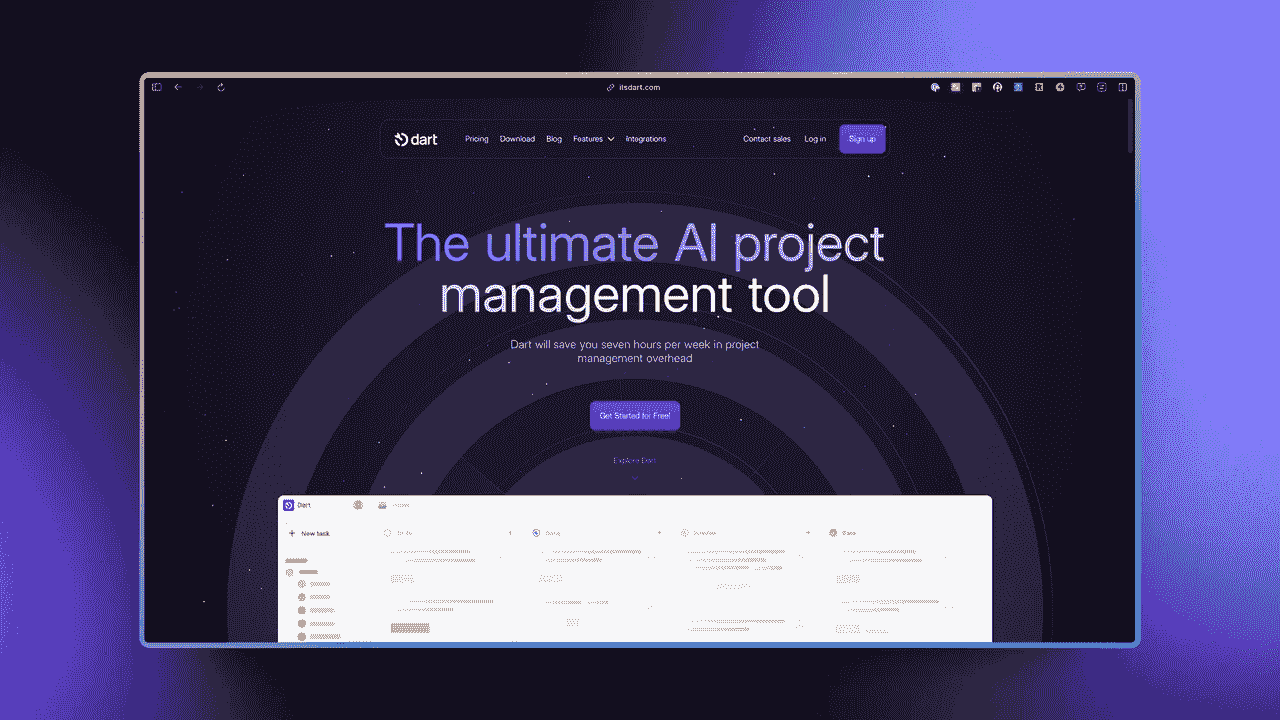 itsdart.com
dart Pricing Download Blog Features Integrations Contact sales Log in Sign up
The ultimate AI project
management tool
Dart will save you seven hours per week in project
management overhead
Get Started for Free!
Explore Dart
Dart
New task